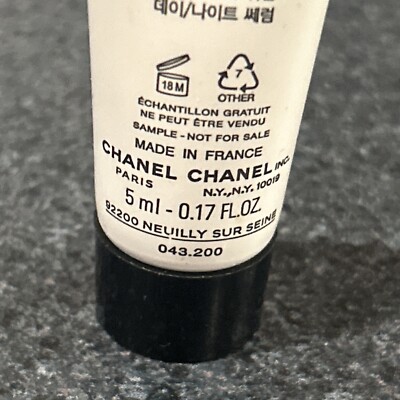 데이/나이트 쎄럼
18 M
7
OTHER
ÉCHANTILLON GRATUIT
NE PEUT ÊTRE VENDU
SAMPLE - NOT FOR SALE
MADE IN FRANCE
CHANEL CHANEL INC.
PARIS N.Y., N.Y. 10019
5 ml - 0.17 FL.OZ.
92200 NEUILLY SUR SEINE
043.200